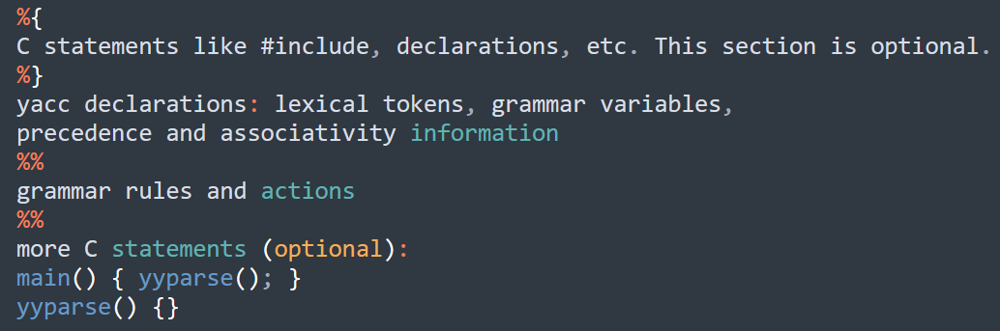 %{
C statements like #include, declarations, etc. This section is optional.
%}
yacc declarations: lexical tokens, grammar variables,
precedence and associativity information
%%
grammar rules and actions
%%
more C statements (optional):
main() { yyparse(); }
yyparse() {}